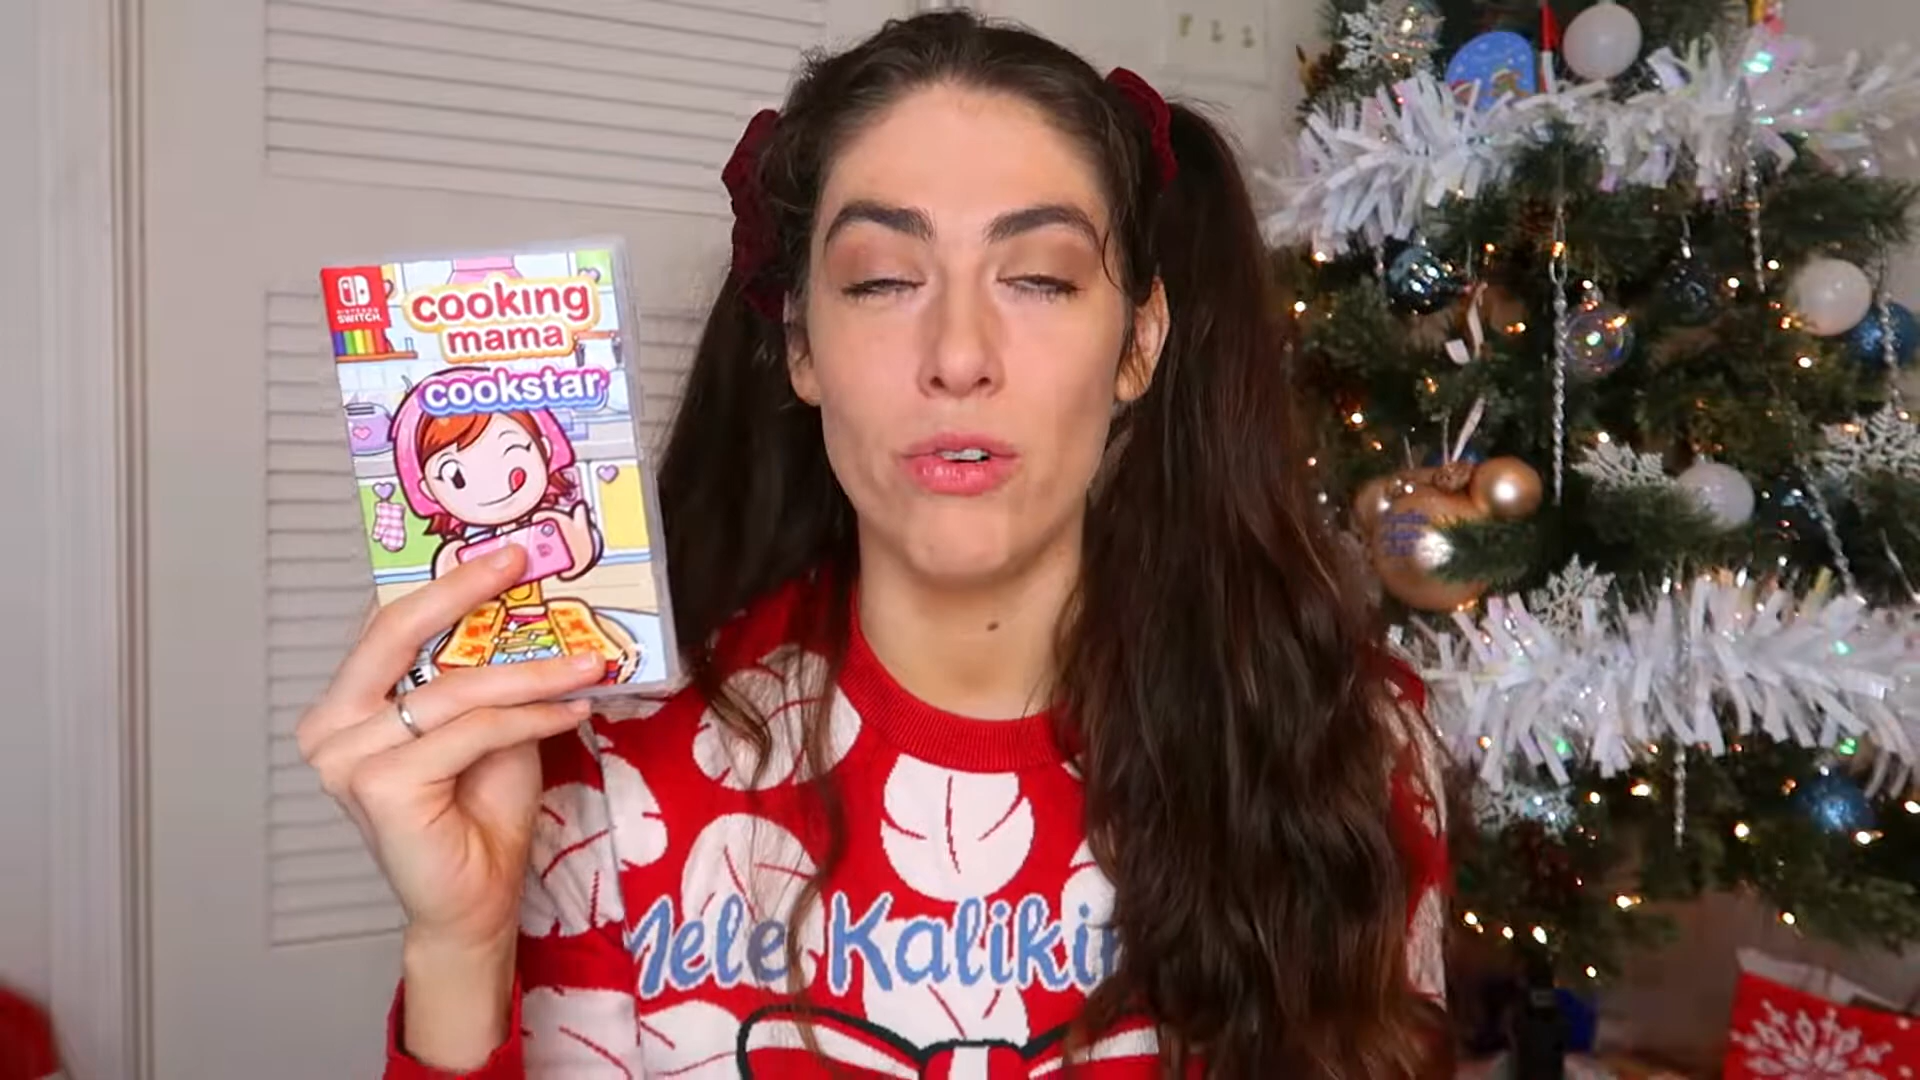 NINTENDO
SWITCH
cooking
mama
cookstar
E
Mele Kaliki